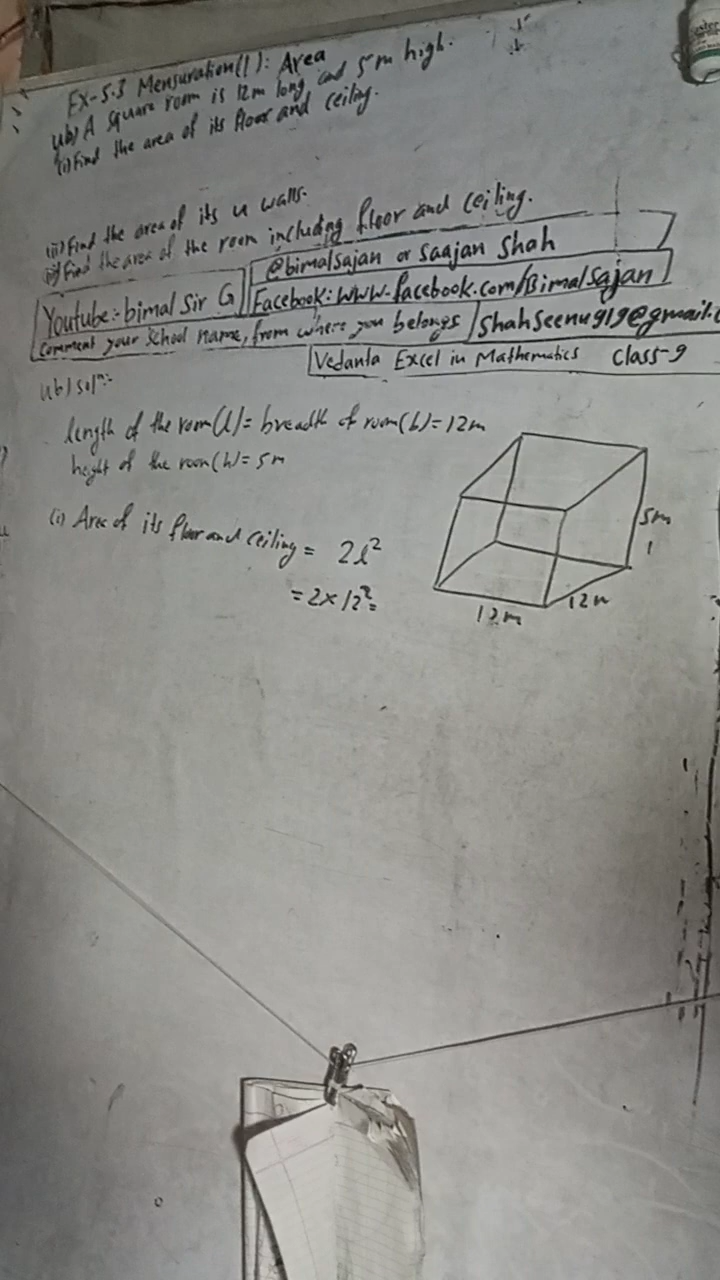 Ex-5.3 Mensuration(I): Area
4b) A square room is 12m long and 5m high.
(i) Find the area of its floor and ceiling.
(ii) Find the area of its 4 walls.
(iii) Find the area of the room including floor and ceiling.
@bimalsajan or Saajan Shah
Youtube:- bimal Sir G
Facebook: www.facebook.com/Bimalsajan
Comment your School name, from where you belongs
Shahseenu919@gmail.c
Vedanta Excel in Mathematics Class-9
4b) Solⁿ:-
length of the room(l) = breadth of room(b) = 12m
height of the room(h) = 5m
(i) Area of its floor and ceiling = 2l²
= 2×12²
5m
12m
12m